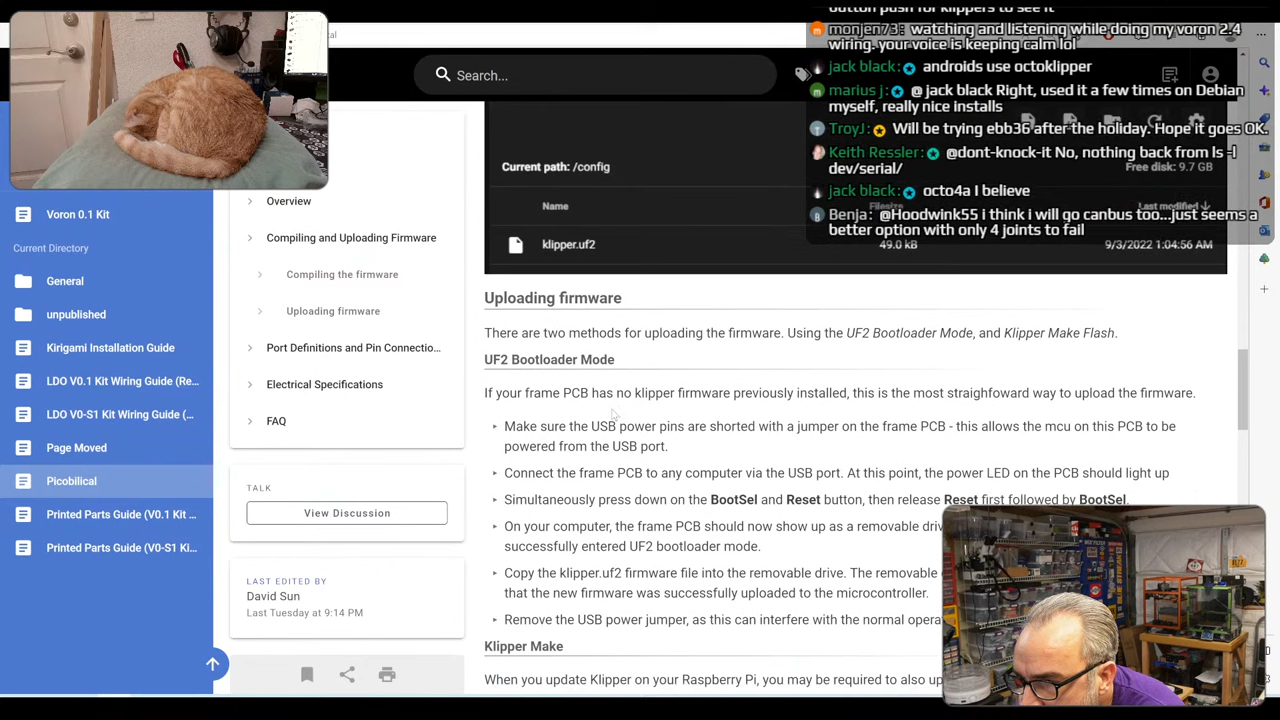 button push for klippers to see it
monjen73: watching and listening while doing my voron 2.4
wiring. your voice is keeping calm lol
jack black: androids use octoklipper
marius j: @ jack black Right, used it a few times on Debian
myself, really nice installs
TroyJ: Will be trying ebb36 after the holiday. Hope it goes OK.
Keith Ressler: @dont-knock-it No, nothing back from ls -l
dev/serial/
jack black: octo4a I believe
Benja: @Hoodwink55 i think i will go canbus too...just seems a
better option with only 4 joints to fail
Search...
Voron 0.1 Kit
Current Directory
General
unpublished
Kirigami Installation Guide
LDO V0.1 Kit Wiring Guide (Re...
LDO V0-S1 Kit Wiring Guide (...
Page Moved
Picobilical
Printed Parts Guide (V0.1 Kit ...
Printed Parts Guide (V0-S1 Ki...
Overview
Compiling and Uploading Firmware
Compiling the firmware
Uploading firmware
Port Definitions and Pin Connectio...
Electrical Specifications
FAQ
TALK
View Discussion
LAST EDITED BY
David Sun
Last Tuesday at 9:14 PM
Current path: /config
Free disk: 9.7 GB
Name
Filesize
Last modified
klipper.uf2
49.0 kB
9/3/2022 1:04:56 AM
Uploading firmware
There are two methods for uploading the firmware. Using the UF2 Bootloader Mode, and Klipper Make Flash.
UF2 Bootloader Mode
If your frame PCB has no klipper firmware previously installed, this is the most straighfoward way to upload the firmware.
Make sure the USB power pins are shorted with a jumper on the frame PCB - this allows the mcu on this PCB to be
powered from the USB port.
Connect the frame PCB to any computer via the USB port. At this point, the power LED on the PCB should light up
Simultaneously press down on the BootSel and Reset button, then release Reset first followed by BootSel.
On your computer, the frame PCB should now show up as a removable driv
successfully entered UF2 bootloader mode.
Copy the klipper.uf2 firmware file into the removable drive. The removable
that the new firmware was successfully uploaded to the microcontroller.
Remove the USB power jumper, as this can interfere with the normal opera
Klipper Make
When you update Klipper on your Raspberry Pi, you may be required to also up